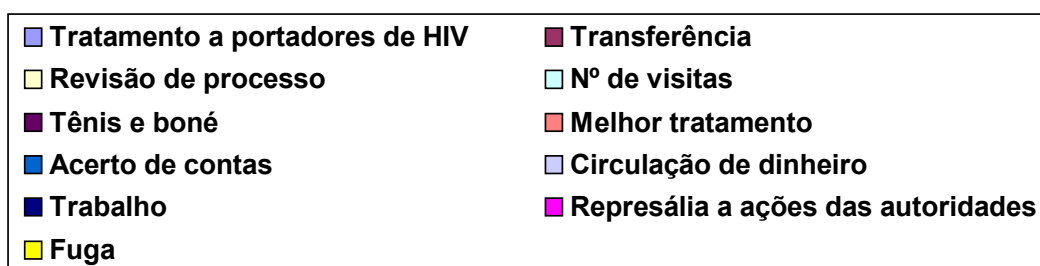 Tratamento a portadores de HIV
Transferência
Revisão de processo
Nº de visitas
Tênis e boné
Melhor tratamento
Acerto de contas
Circulação de dinheiro
Trabalho
Represália a ações das autoridades
Fuga